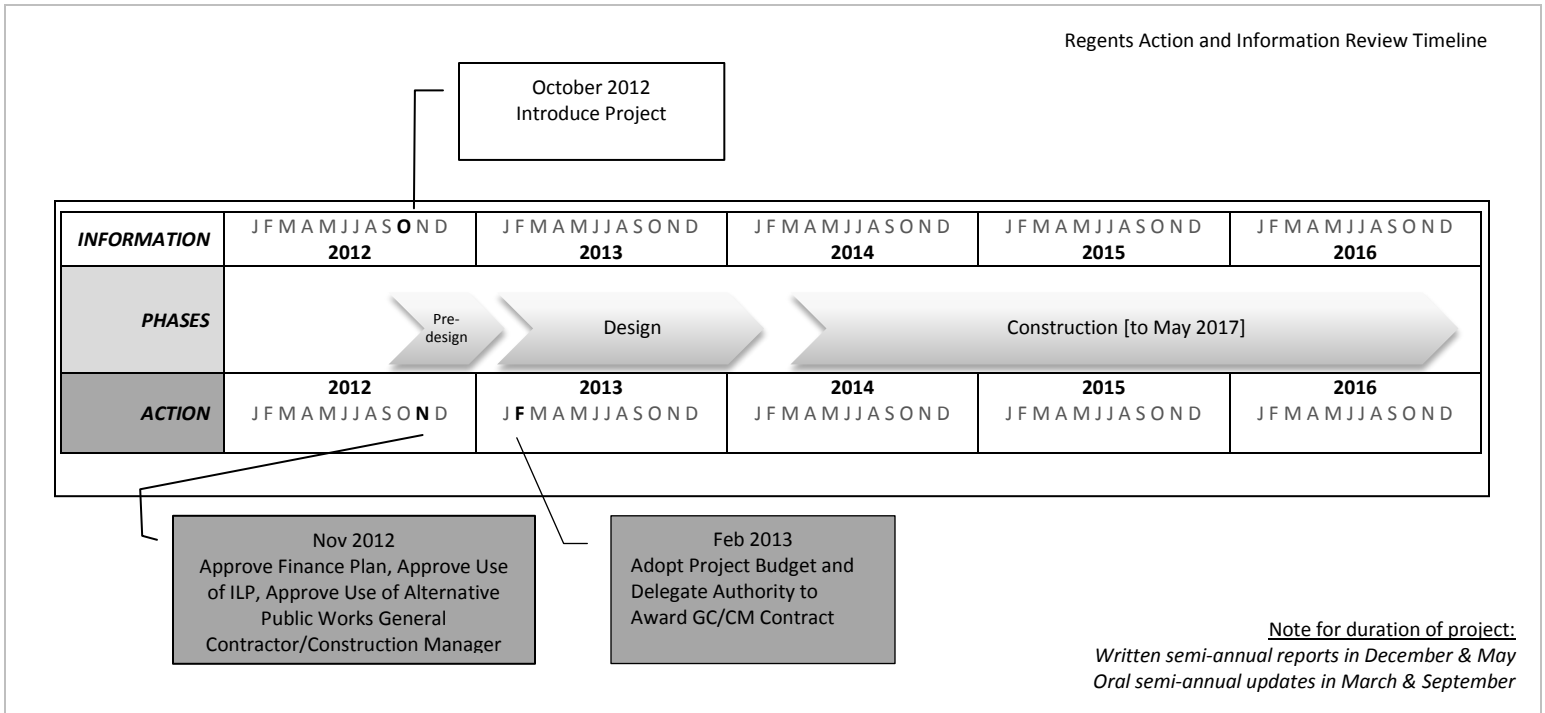 Regents Action and Information Review Timeline
October 2012
Introduce Project
INFORMATION
J F M A M J J A S O N D
2012
J F M A M J J A S O N D
2013
J F M A M J J A S O N D
2014
J F M A M J J A S O N D
2015
J F M A M J J A S O N D
2016
PHASES
Pre-
design
Design
Construction [to May 2017]
ACTION
2012
J F M A M J J A S O N D
2013
J F M A M J J A S O N D
2014
J F M A M J J A S O N D
2015
J F M A M J J A S O N D
2016
J F M A M J J A S O N D
Nov 2012
Approve Finance Plan, Approve Use
of ILP, Approve Use of Alternative
Public Works General
Contractor/Construction Manager
Feb 2013
Adopt Project Budget and
Delegate Authority to
Award GC/CM Contract
Note for duration of project:
Written semi-annual reports in December & May
Oral semi-annual updates in March & September